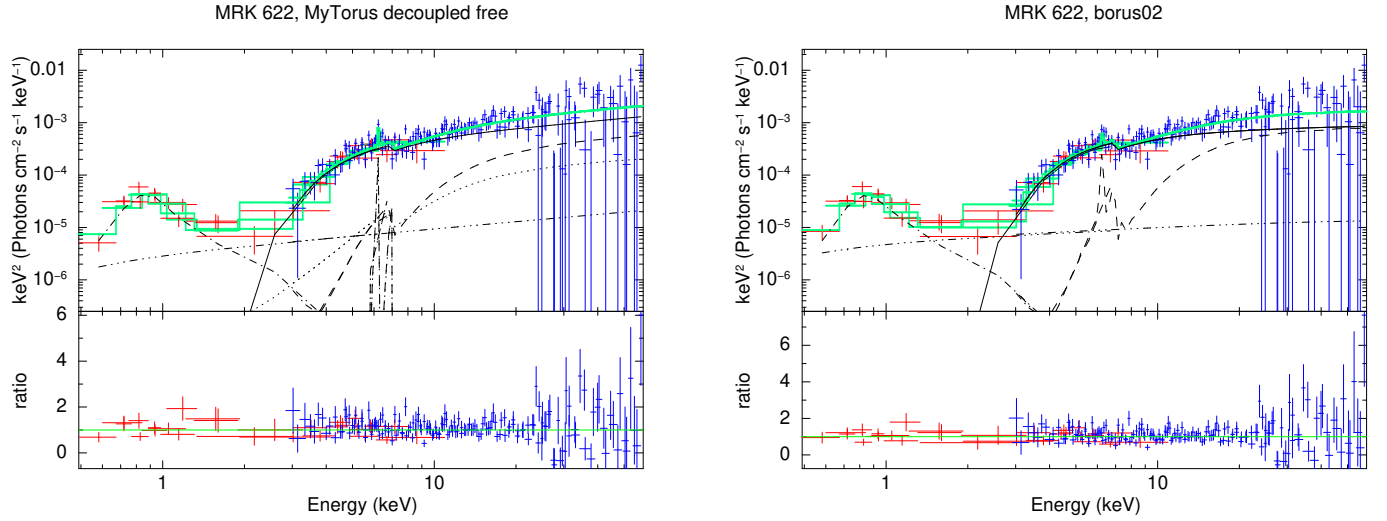 MRK 622, MyTorus decoupled free
keV² (Photons cm⁻² s⁻¹ keV⁻¹)
0.01
10⁻³
10⁻⁴
10⁻⁵
10⁻⁶
ratio
6
4
2
0
1
10
Energy (keV)
MRK 622, borus02
keV² (Photons cm⁻² s⁻¹ keV⁻¹)
0.01
10⁻³
10⁻⁴
10⁻⁵
10⁻⁶
ratio
6
4
2
0
1
10
Energy (keV)